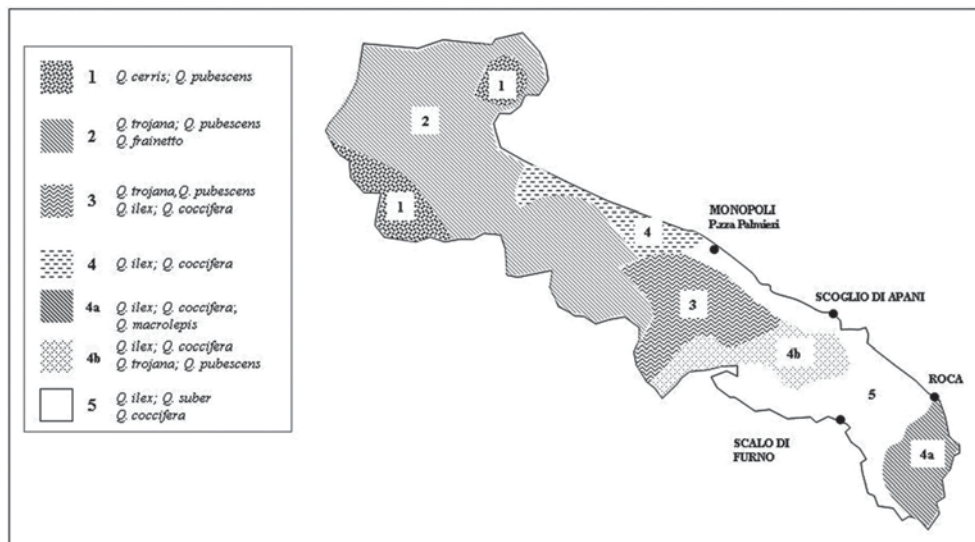 1 Q. cerris; Q. pubescens
2 Q. trojana; Q. pubescens
Q. frainetto
3 Q. trojana, Q. pubescens
Q. ilex; Q. coccifera
4 Q. ilex; Q. coccifera
4a Q. ilex; Q. coccifera;
Q. macrolepis
4b Q. ilex; Q. coccifera
Q. trojana; Q. pubescens
5 Q. ilex; Q. suber
Q. coccifera
1
2
1
4
MONOPOLI
P.zza Palmieri
3
SCOGLIO DI APANI
4b
5
ROCA
SCALO DI
FURNO
4a